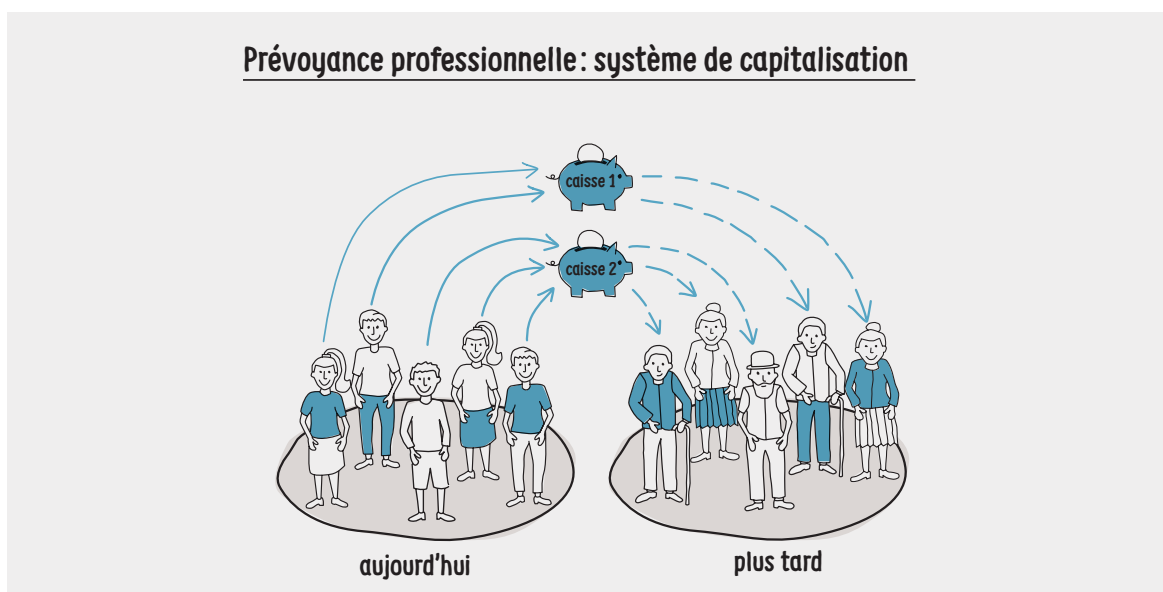 Prévoyance professionnelle: système de capitalisation
caisse 1
caisse 2
aujourd'hui
plus tard